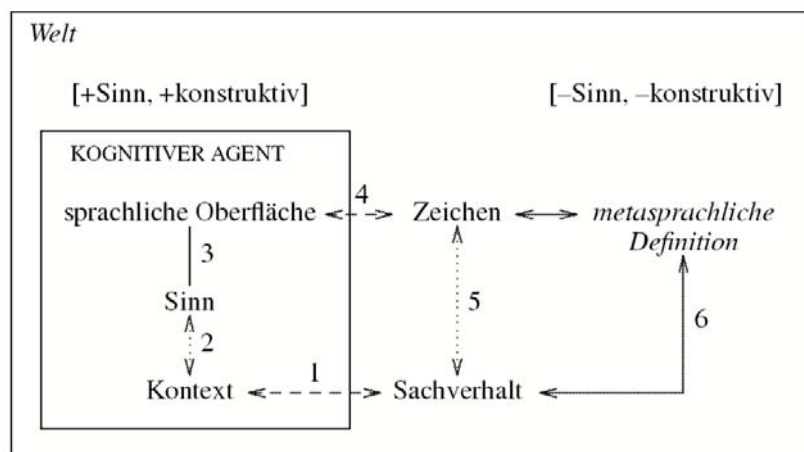 Welt
[+Sinn, +konstruktiv] [–Sinn, –konstruktiv]
KOGNITIVER AGENT
4
sprachliche Oberfläche Zeichen metasprachliche
Definition
3
Sinn 5 6
2
1
Kontext Sachverhalt